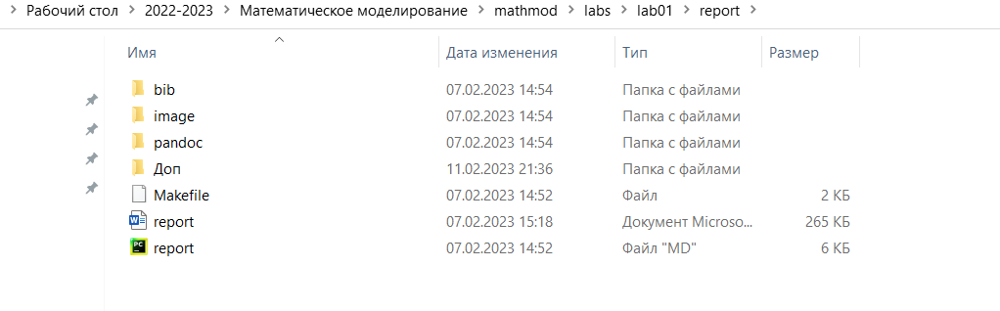 Рабочий стол > 2022-2023 > Математическое моделирование > mathmod > labs > lab01 > report >
Имя Дата изменения Тип Размер
bib 07.02.2023 14:54 Папка с файлами
image 07.02.2023 14:54 Папка с файлами
pandoc 07.02.2023 14:54 Папка с файлами
Доп 11.02.2023 21:36 Папка с файлами
Makefile 07.02.2023 14:52 Файл 2 КБ
report 07.02.2023 15:18 Документ Microso... 265 КБ
report 07.02.2023 14:52 Файл "MD" 6 КБ